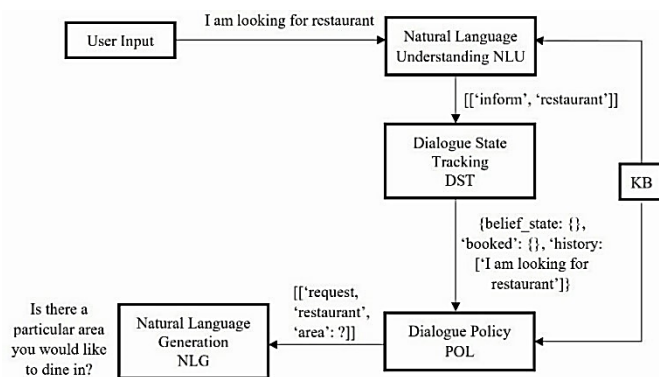 I am looking for restaurant
User Input
Natural Language
Understanding NLU
[[‘inform’, ‘restaurant’]]
Dialogue State
Tracking
DST
KB
{belief_state: {},
‘booked’: {}, ‘history:
[‘I am looking for
restaurant’]}
[[‘request,
‘restaurant’,
‘area’: ?]]
Is there a
particular area
you would like
to dine in?
Natural Language
Generation
NLG
Dialogue Policy
POL